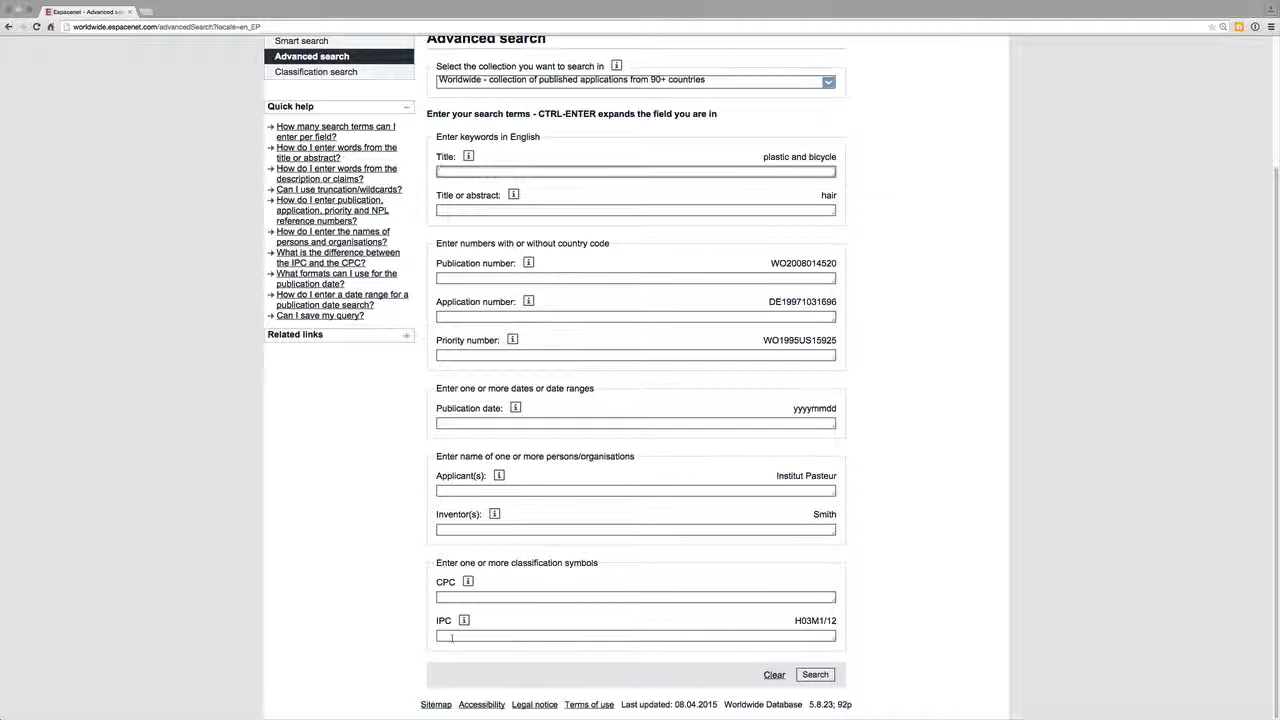 Espacenet - Advanced sea
worldwide.espacenet.com/advancedSearch?locale=en_EP
Smart search
Advanced search
Classification search
Quick help
How many search terms can I
enter per field?
How do I enter words from the
title or abstract?
How do I enter words from the
description or claims?
Can I use truncation/wildcards?
How do I enter publication,
application, priority and NPL
reference numbers?
How do I enter the names of
persons and organisations?
What is the difference between
the IPC and the CPC?
What formats can I use for the
publication date?
How do I enter a date range for a
publication date search?
Can I save my query?
Related links
Advanced search
Select the collection you want to search in
Worldwide - collection of published applications from 90+ countries
Enter your search terms - CTRL-ENTER expands the field you are in
Enter keywords in English
Title: plastic and bicycle
Title or abstract: hair
Enter numbers with or without country code
Publication number: WO2008014520
Application number: DE19971031696
Priority number: WO1995US15925
Enter one or more dates or date ranges
Publication date: yyyymmdd
Enter name of one or more persons/organisations
Applicant(s): Institut Pasteur
Inventor(s): Smith
Enter one or more classification symbols
CPC
IPC H03M1/12
Clear Search
Sitemap Accessibility Legal notice Terms of use Last updated: 08.04.2015 Worldwide Database 5.8.23; 92p